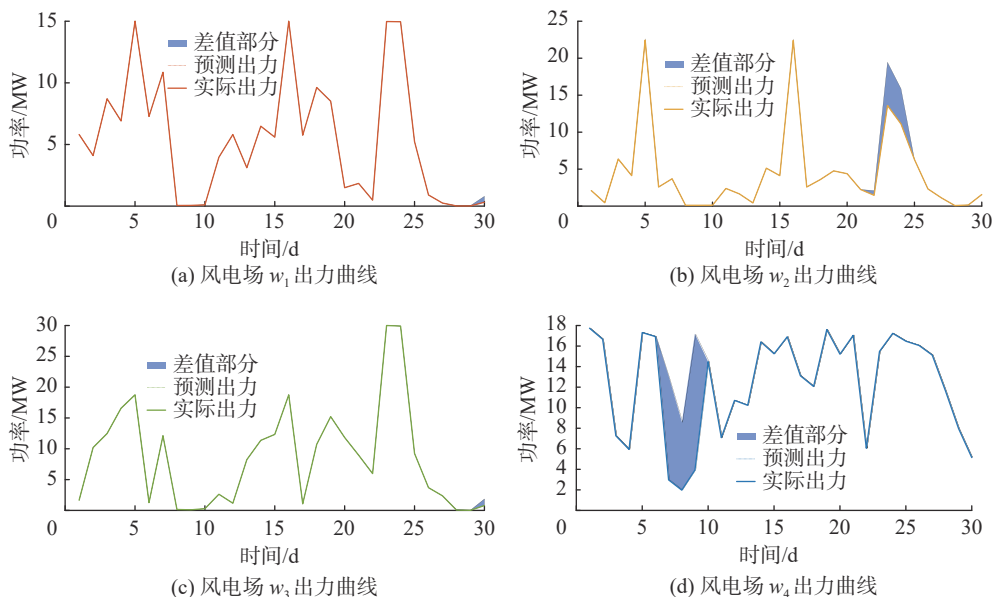 15
10
5
0
5
10
15
20
25
30
功率/MW
时间/d
差值部分
预测出力
实际出力
(a) 风电场 w₁ 出力曲线
25
20
15
10
5
0
5
10
15
20
25
30
功率/MW
时间/d
差值部分
预测出力
实际出力
(b) 风电场 w₂ 出力曲线
30
25
20
15
10
5
0
5
10
15
20
25
30
功率/MW
时间/d
差值部分
预测出力
实际出力
(c) 风电场 w₃ 出力曲线
18
16
14
12
10
8
6
4
2
0
5
10
15
20
25
30
功率/MW
时间/d
差值部分
预测出力
实际出力
(d) 风电场 w₄ 出力曲线